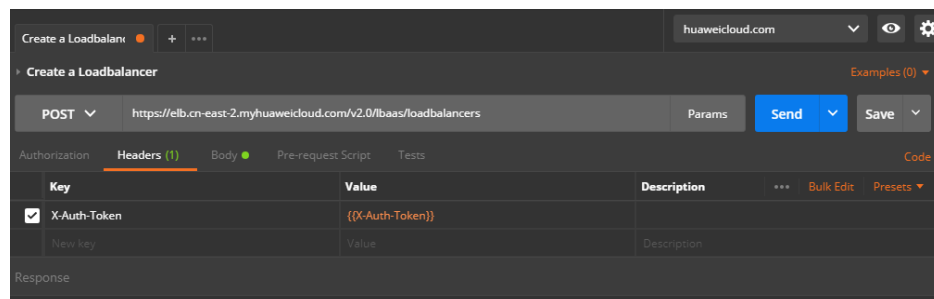 Create a Loadbalanc + ••• huaweicloud.com
Create a Loadbalancer Examples (0)
POST https://elb.cn-east-2.myhuaweicloud.com/v2.0/lbaas/loadbalancers Params Send Save
Authorization Headers (1) Body Pre-request Script Tests Code
Key Value Description ••• Bulk Edit Presets
X-Auth-Token {{X-Auth-Token}}
New key Value Description
Response